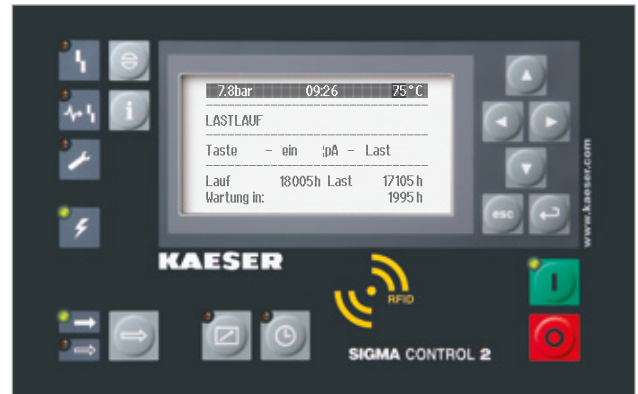 7.8bar 09:26 75°C
LASTLAUF
Taste - ein ¦pA - Last
Lauf 18005h Last 17105h
Wartung in: 1995h
esc
www.kaeser.com
KAESER
RFID
SIGMA CONTROL 2